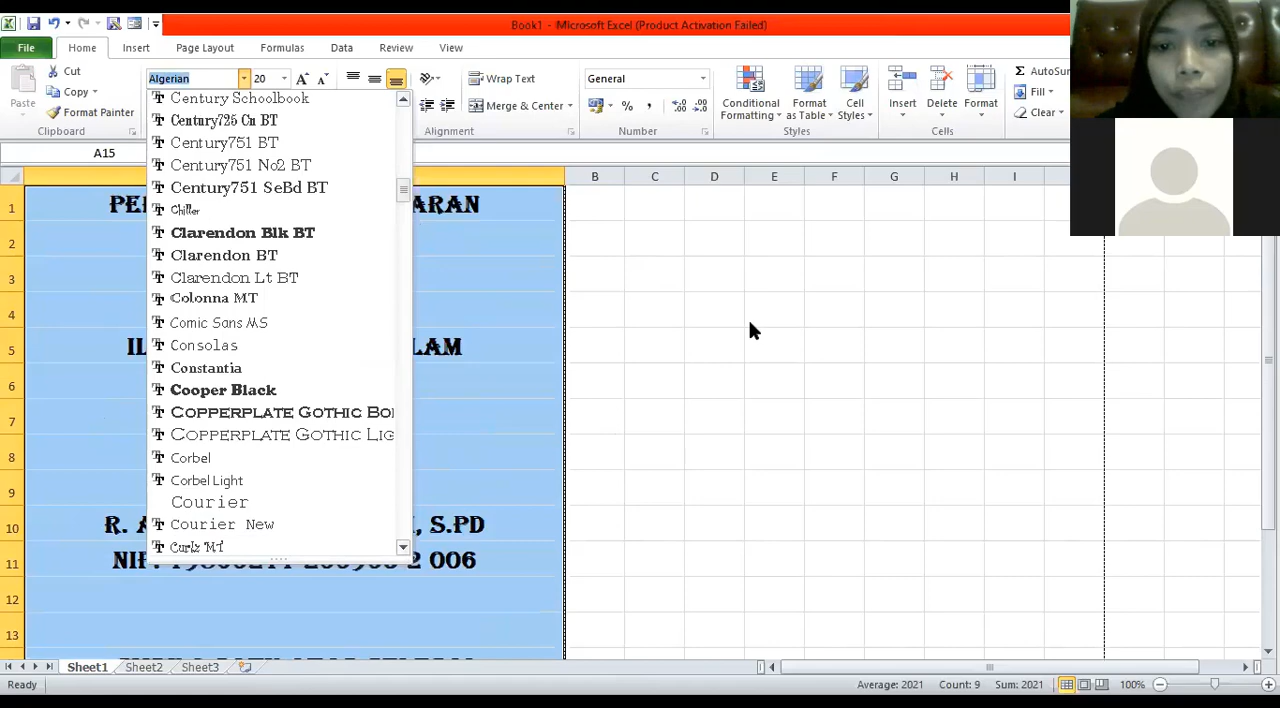 Book1 - Microsoft Excel (Product Activation Failed)
File Home Insert Page Layout Formulas Data Review View
Cut
Copy
Format Painter
Paste
Clipboard
Algerian 20
Wrap Text
Merge & Center
Alignment
General
%
Number
Conditional Formatting
Format as Table
Cell Styles
Styles
Insert
Delete
Format
Cells
Σ AutoSu
Fill
Clear
A15
B C D E F G H I
1 2 3 4 5 6 7 8 9 10 11 12 13
PE ARAN
IL LAM
R. A , S.PD
2 006
Century Schoolbook
Century725 Cn BT
Century751 BT
Century751 No2 BT
Century751 SeBd BT
Chiller
Clarendon Blk BT
Clarendon BT
Clarendon Lt BT
Colonna MT
Comic Sans MS
Consolas
Constantia
Cooper Black
Copperplate Gothic Bo
Copperplate Gothic Lig
Corbel
Corbel Light
Courier
Courier New
Curlz MT
Sheet1 Sheet2 Sheet3
Ready
Average: 2021 Count: 9 Sum: 2021
100%